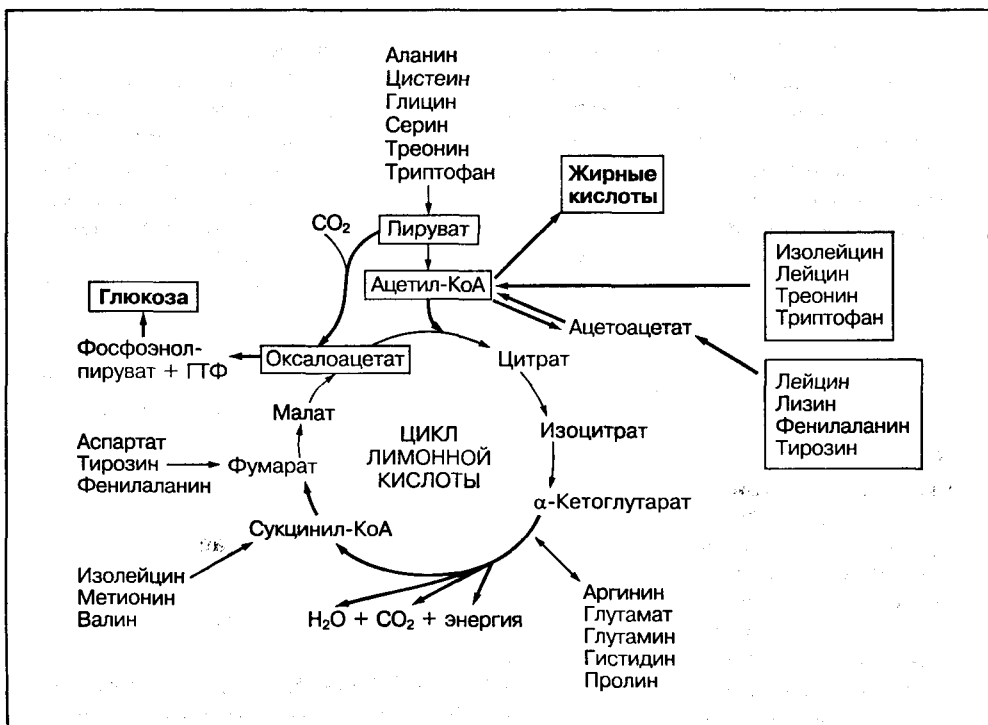 Аланин
Цистеин
Глицин
Серин
Треонин
Триптофан
Жирные
кислоты
CO₂
Пируват
Изолейцин
Лейцин
Треонин
Триптофан
Ацетил-КоА
Глюкоза
Ацетоацетат
Фосфоэнол-
пируват + ГТФ
Оксалоацетат
Цитрат
Лейцин
Лизин
Фенилаланин
Тирозин
Малат
ЦИКЛ
ЛИМОННОЙ
КИСЛОТЫ
Изоцитрат
Аспартат
Тирозин
Фенилаланин
Фумарат
α-Кетоглутарат
Сукцинил-КоА
Изолейцин
Метионин
Валин
H₂O + CO₂ + энергия
Аргинин
Глутамат
Глутамин
Гистидин
Пролин